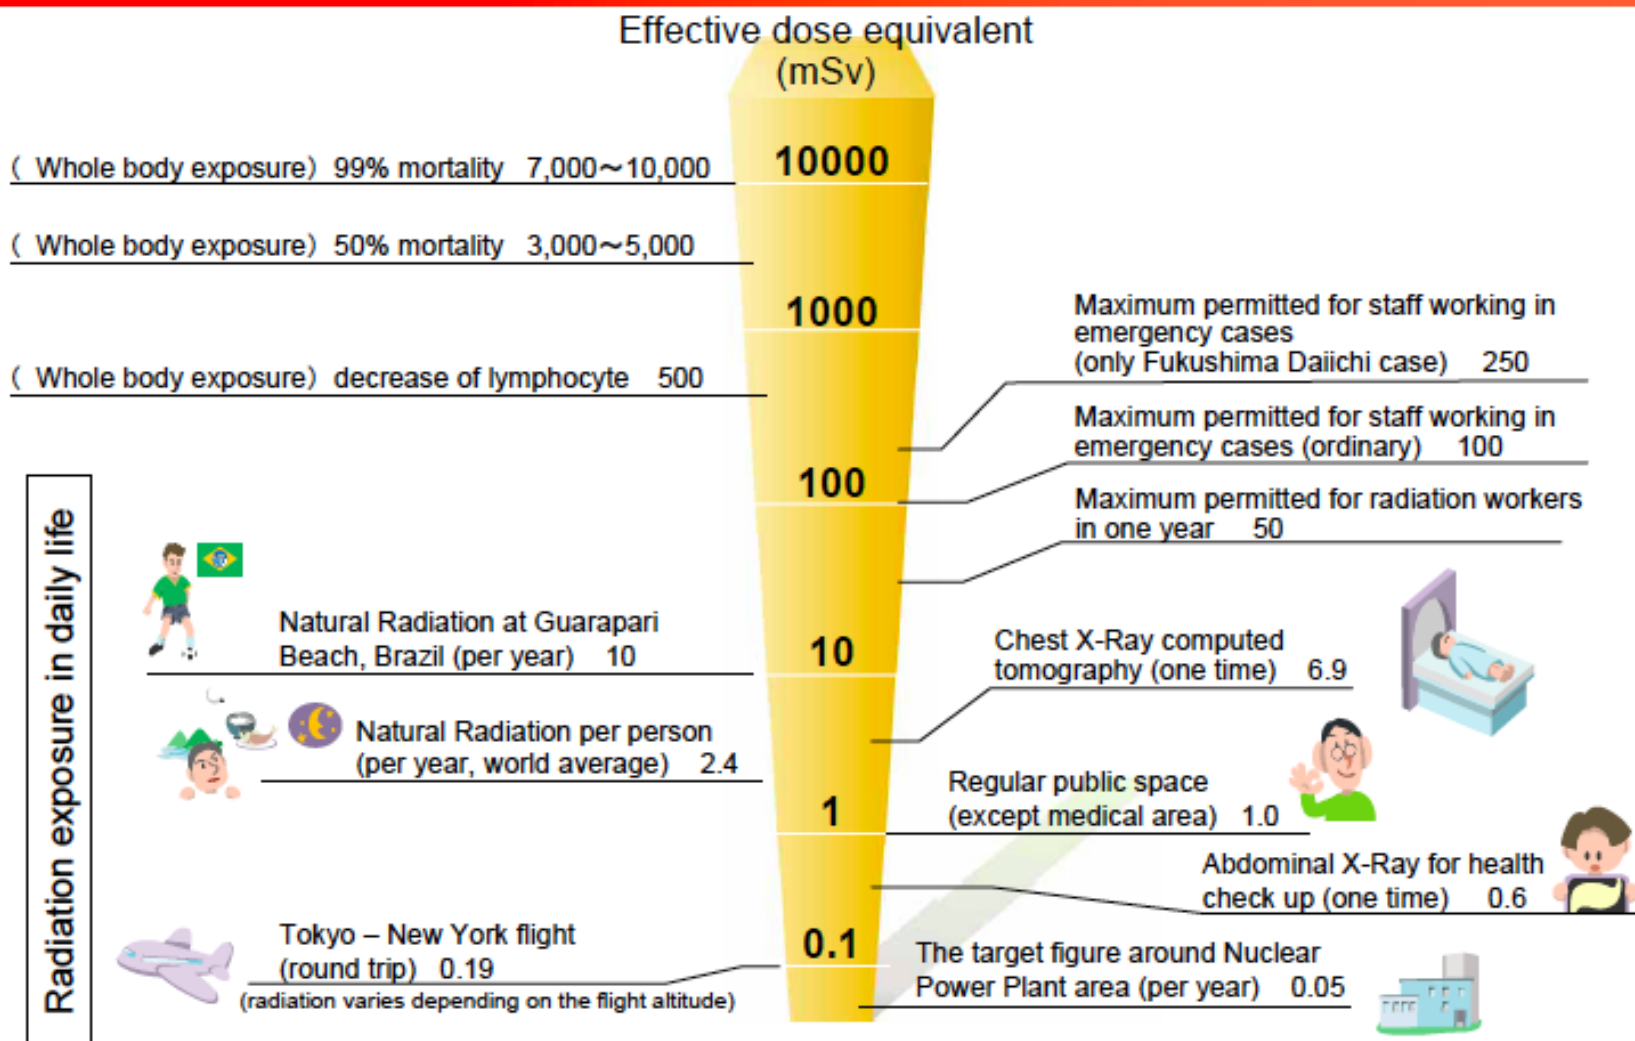 Effective dose equivalent
(mSv)
10000
1000
100
10
1
0.1
( Whole body exposure) 99% mortality 7,000～10,000
( Whole body exposure) 50% mortality 3,000～5,000
( Whole body exposure) decrease of lymphocyte 500
Radiation exposure in daily life
Natural Radiation at Guarapari
Beach, Brazil (per year) 10
Natural Radiation per person
(per year, world average) 2.4
Tokyo – New York flight
(round trip) 0.19
(radiation varies depending on the flight altitude)
Maximum permitted for staff working in
emergency cases
(only Fukushima Daiichi case) 250
Maximum permitted for staff working in
emergency cases (ordinary) 100
Maximum permitted for radiation workers
in one year 50
Chest X-Ray computed
tomography (one time) 6.9
Regular public space
(except medical area) 1.0
Abdominal X-Ray for health
check up (one time) 0.6
The target figure around Nuclear
Power Plant area (per year) 0.05